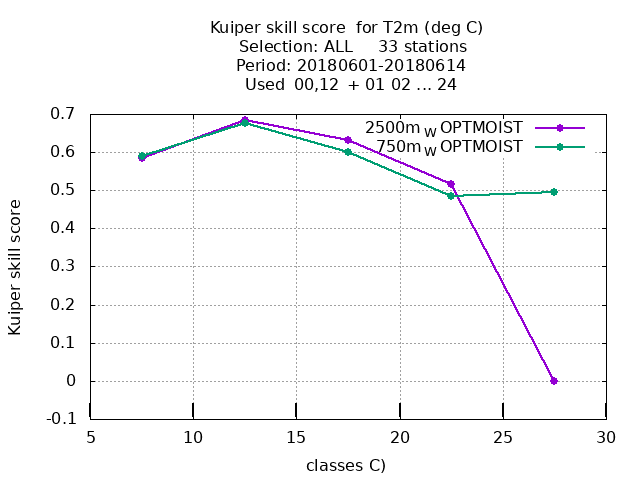 Kuiper skill score  for T2m (deg C)
Selection: ALL     33 stations
Period: 20180601-20180614
Used  00,12  + 01 02 ... 24
0.7
0.6
0.5
0.4
0.3
0.2
0.1
0
-0.1
Kuiper skill score
2500m W OPTMOIST
750m W OPTMOIST
5 10 15 20 25 30
classes C)